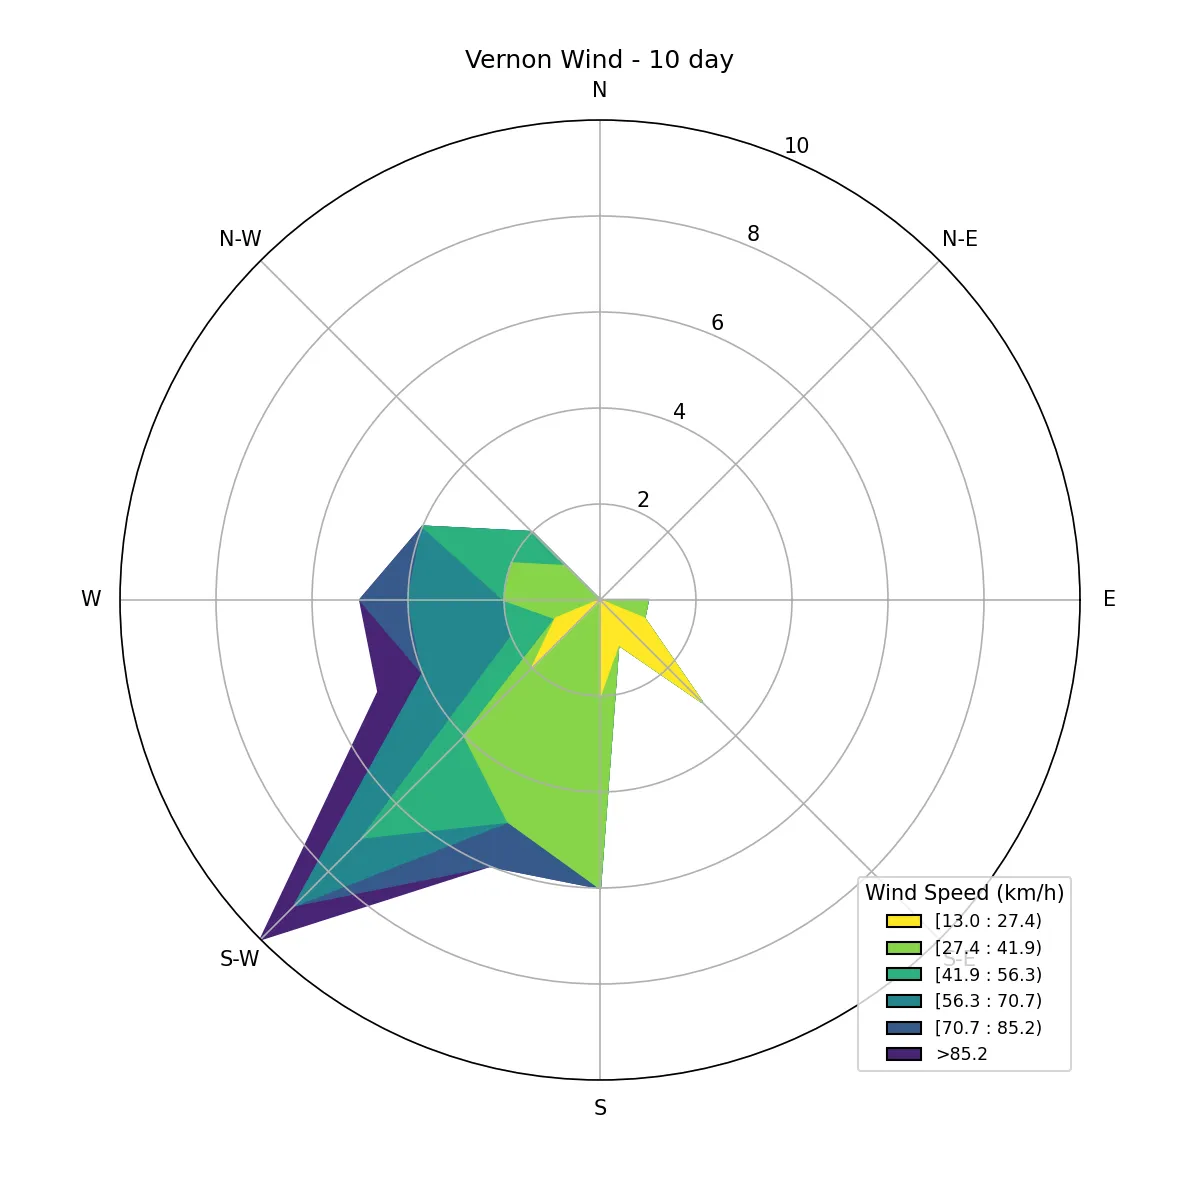 Vernon Wind - 10 day
N
10
N-W
8
N-E
6
4
2
W
E
S-W
S-E
S
Wind Speed (km/h)
[13.0 : 27.4)
[27.4 : 41.9)
[41.9 : 56.3)
[56.3 : 70.7)
[70.7 : 85.2)
>85.2